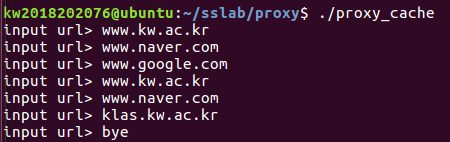 kw2018202076@ubuntu:~/sslab/proxy$ ./proxy_cache
input url> www.kw.ac.kr
input url> www.naver.com
input url> www.google.com
input url> www.kw.ac.kr
input url> www.naver.com
input url> klas.kw.ac.kr
input url> bye